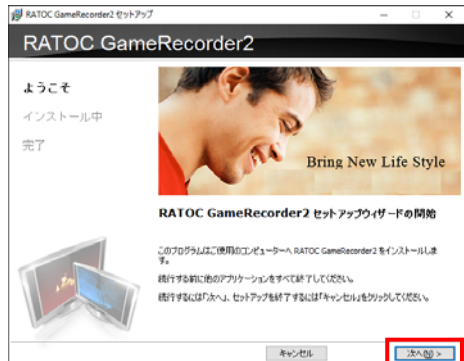 RATOC GameRecorder2 セットアップ
RATOC GameRecorder2
ようこそ
インストール中
完了
Bring New Life Style
RATOC GameRecorder2 セットアップウィザードの開始
このプログラムはご使用のコンピューターへ RATOC GameRecorder2 をインストールしま
す。
続行する前に他のアプリケーションをすべて終了してください。
続行するには「次へ」、セットアップを終了するには「キャンセル」をクリックしてください。
キャンセル
次へ(N) >